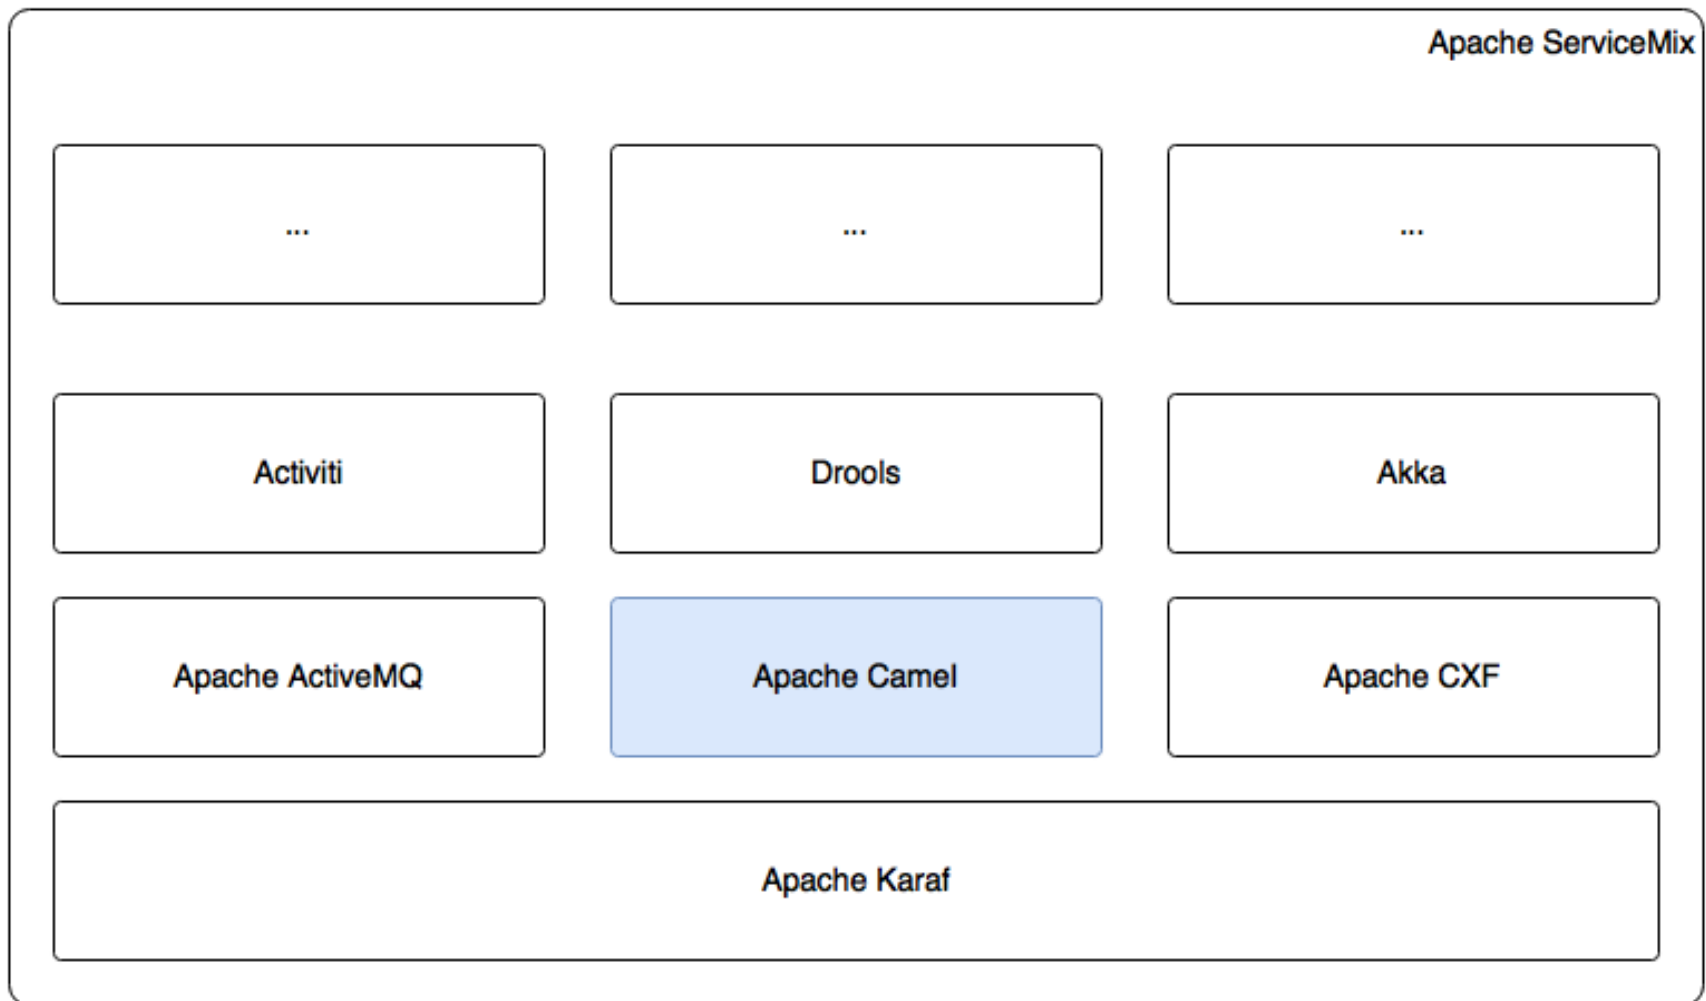 Apache ServiceMix
... ... ...
Activiti Drools Akka
Apache ActiveMQ Apache Camel Apache CXF
Apache Karaf